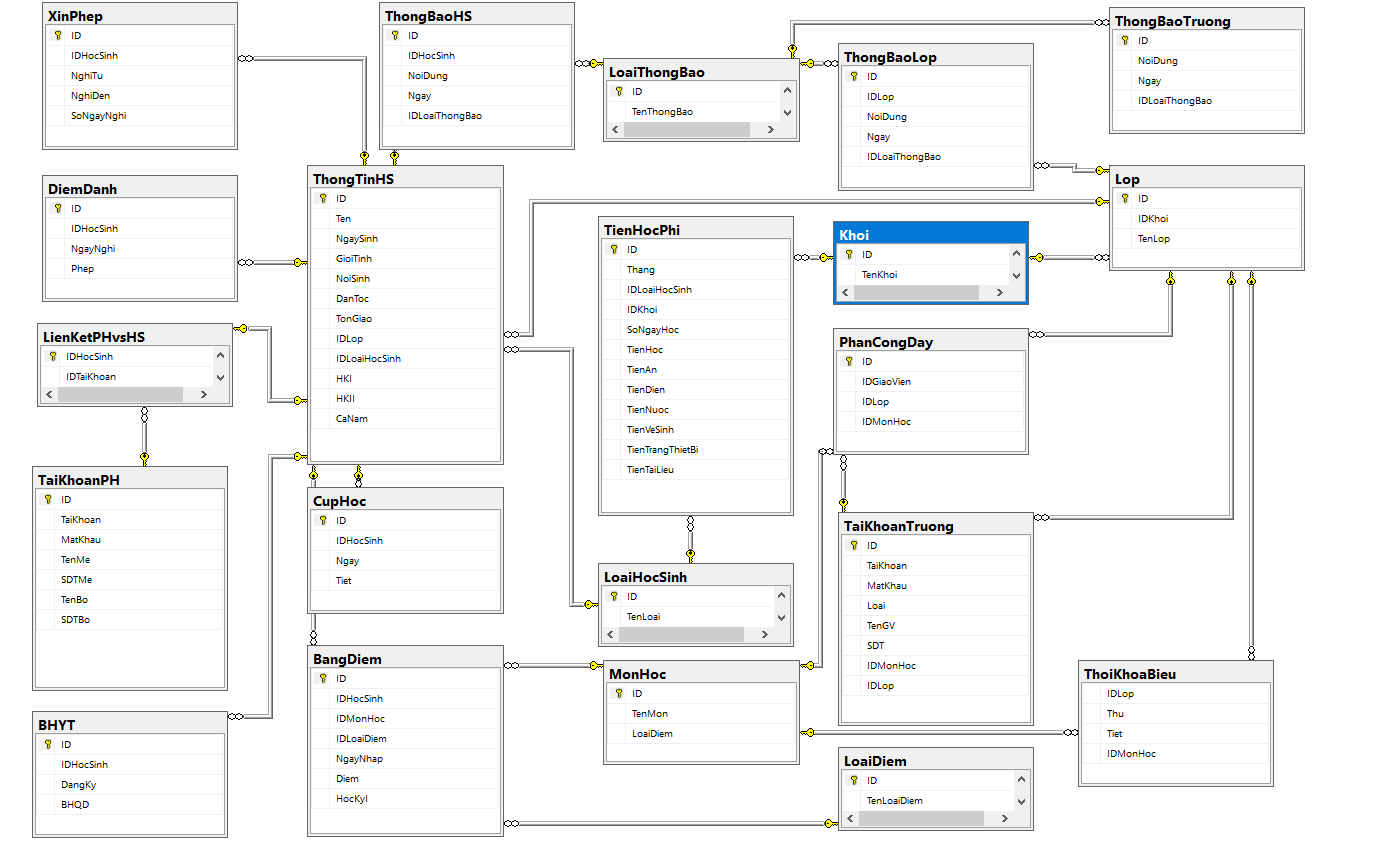 XinPhep
ID
IDHocSinh
NghiTu
NghiDen
SoNgayNghi
ThongBaoHS
ID
IDHocSinh
NoiDung
Ngay
IDLoaiThongBao
LoaiThongBao
ID
TenThongBao
ThongBaoLop
ID
IDLop
NoiDung
Ngay
IDLoaiThongBao
ThongBaoTruong
ID
NoiDung
Ngay
IDLoaiThongBao
DiemDanh
ID
IDHocSinh
NgayNghi
Phep
ThongTinHS
ID
Ten
NgaySinh
GioiTinh
NoiSinh
DanToc
TonGiao
IDLop
IDLoaiHocSinh
HKI
HKII
CaNam
TienHocPhi
ID
Thang
IDLoaiHocSinh
IDKhoi
SoNgayHoc
TienHoc
TienAn
TienDien
TienNuoc
TienVeSinh
TienTrangThietBi
TienTaiLieu
Khoi
ID
TenKhoi
Lop
ID
IDKhoi
TenLop
LienKetPHvsHS
IDHocSinh
IDTaiKhoan
PhanCongDay
ID
IDGiaoVien
IDLop
IDMonHoc
TaiKhoanPH
ID
TaiKhoan
MatKhau
TenMe
SDTMe
TenBo
SDTBo
CupHoc
ID
IDHocSinh
Ngay
Tiet
LoaiHocSinh
ID
TenLoai
TaiKhoanTruong
ID
TaiKhoan
MatKhau
Loai
TenGV
SDT
IDMonHoc
IDLop
BHYT
ID
IDHocSinh
DangKy
BHQD
BangDiem
ID
IDHocSinh
IDMonHoc
IDLoaiDiem
NgayNhap
Diem
HocKyI
MonHoc
ID
TenMon
LoaiDiem
LoaiDiem
ID
TenLoaiDiem
ThoiKhoaBieu
IDLop
Thu
Tiet
IDMonHoc